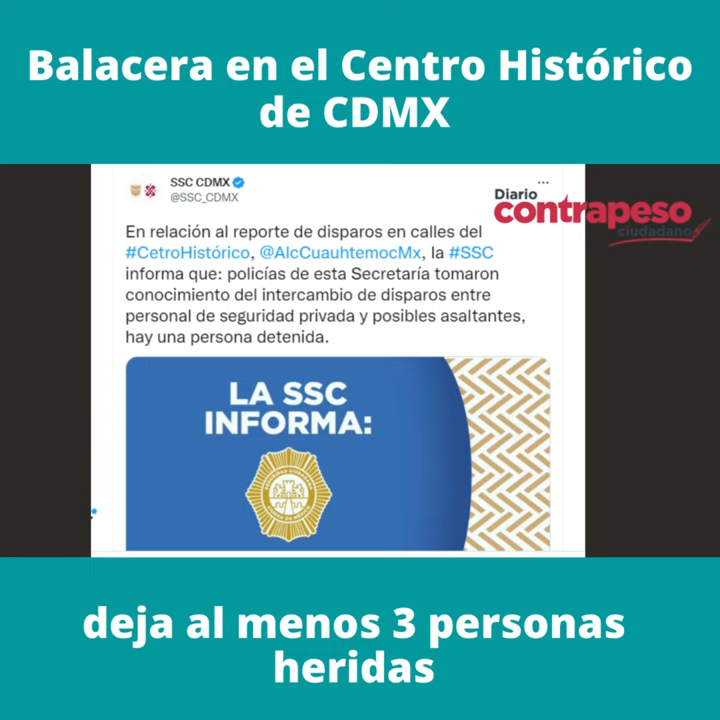 Balacera en el Centro Histórico
de CDMX
SSC CDMX
@SSC_CDMX
...
Diario
contrapeso
ciudadano
En relación al reporte de disparos en calles del
#CetroHistórico, @AlcCuauhtemocMx, la #SSC
informa que: policías de esta Secretaría tomaron
conocimiento del intercambio de disparos entre
personal de seguridad privada y posibles asaltantes,
hay una persona detenida.
LA SSC
INFORMA:
deja al menos 3 personas
heridas